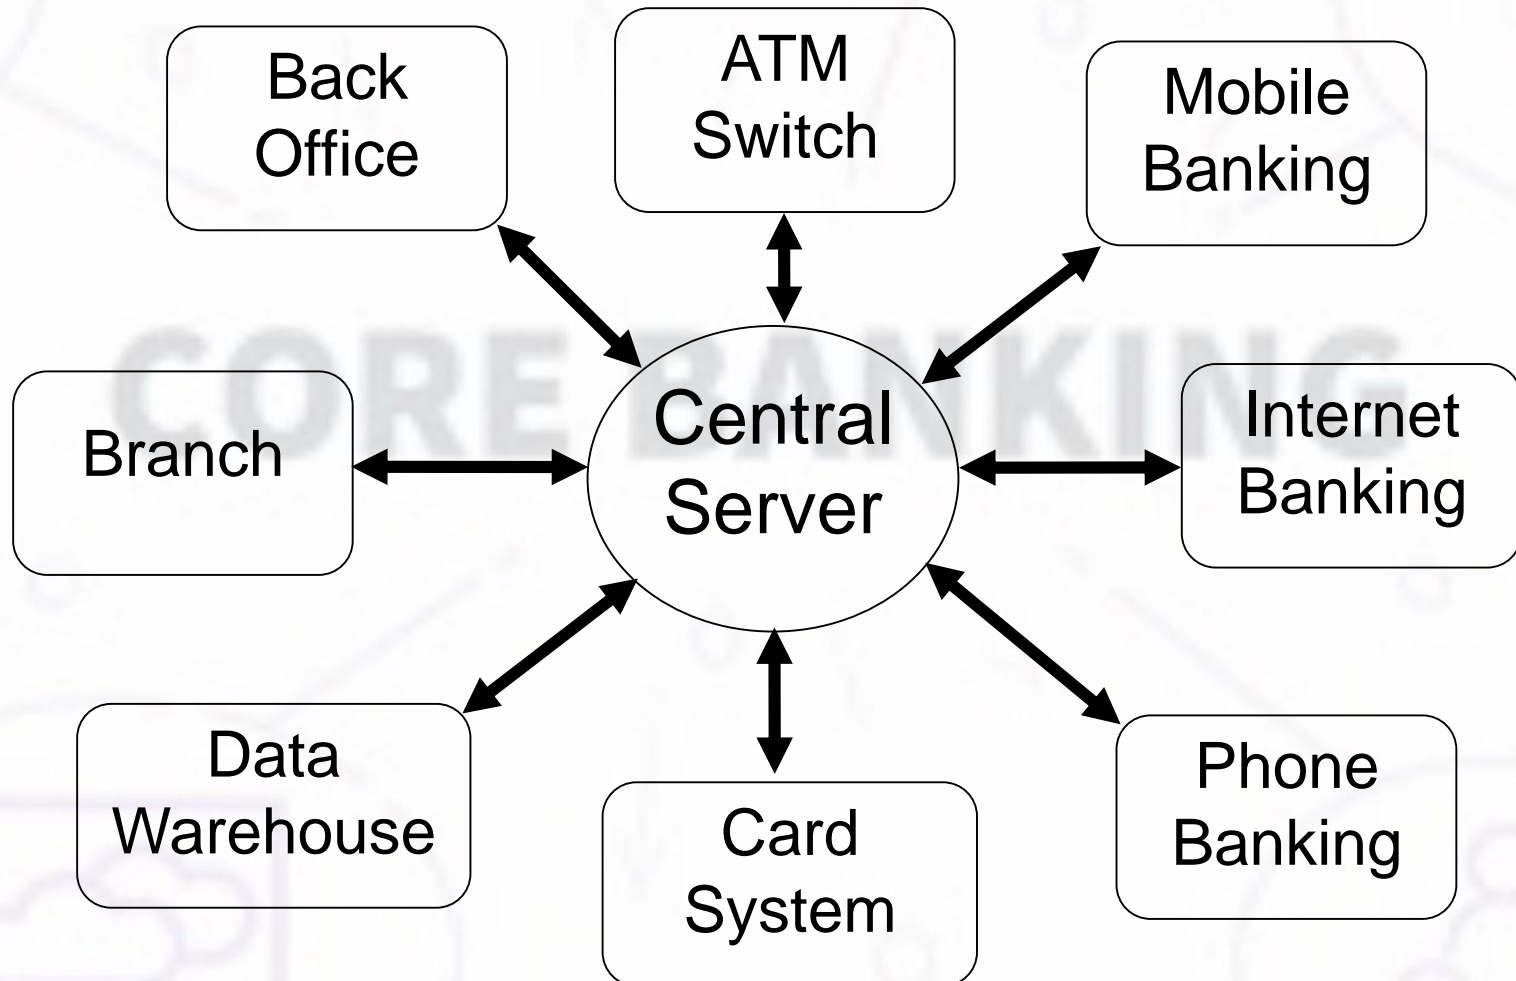 Back
Office
ATM
Switch
Mobile
Banking
CORE BANKING
Branch
Central
Server
Internet
Banking
Data
Warehouse
Card
System
Phone
Banking